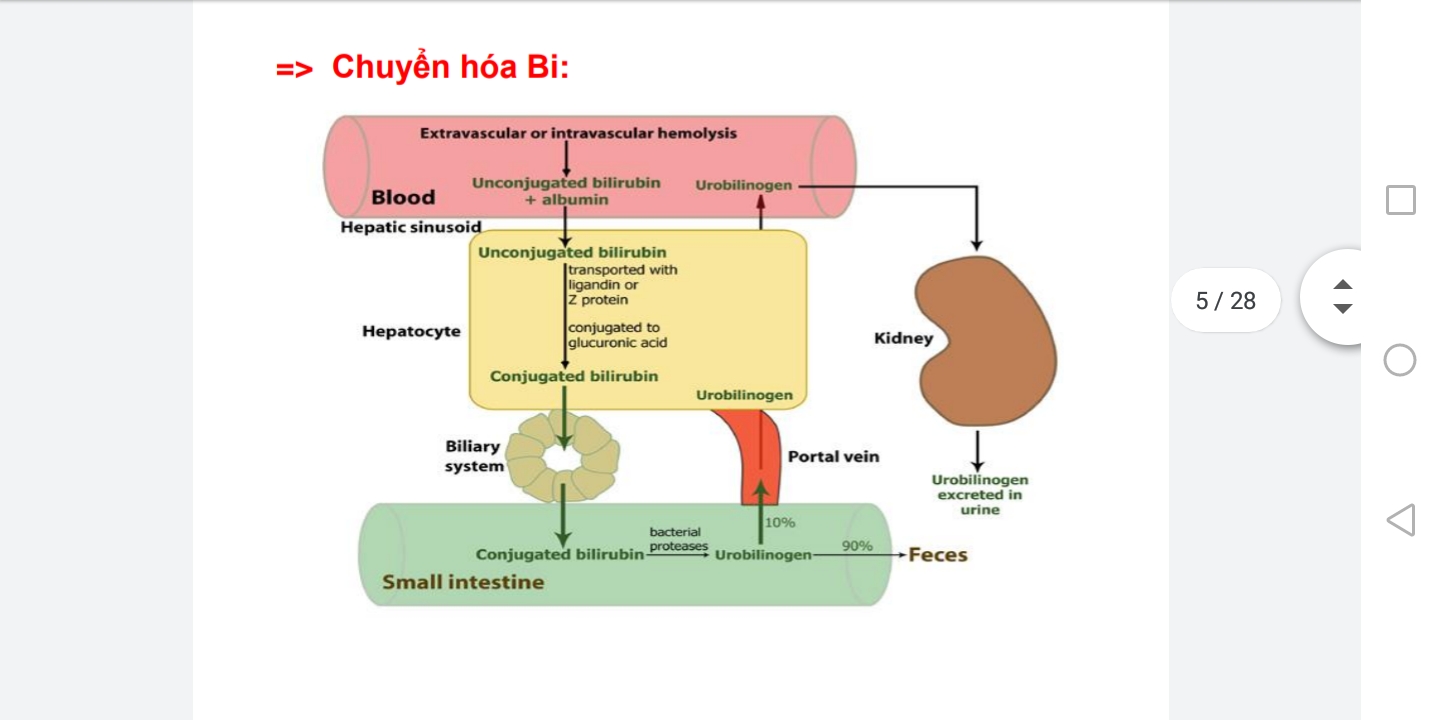 => Chuyển hóa Bi:
Extravascular or intravascular hemolysis
Unconjugated bilirubin
+ albumin
Urobilinogen
Blood
Hepatic sinusoid
Unconjugated bilirubin
transported with
ligandin or
Z protein
conjugated to
glucuronic acid
Hepatocyte
Conjugated bilirubin
Urobilinogen
Kidney
5 / 28
Biliary
system
Portal vein
Urobilinogen
excreted in
urine
10%
bacterial
proteases
Conjugated bilirubin
Urobilinogen
90%
Feces
Small intestine